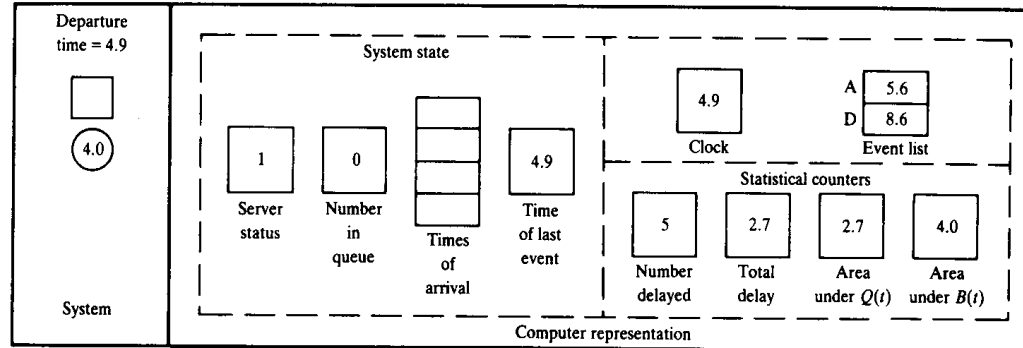 Departure
time = 4.9
4.0
System
System state
1
Server
status
0
Number
in
queue
Times
of
arrival
4.9
Time
of last
event
4.9
Clock
A 5.6
D 8.6
Event list
Statistical counters
5
Number
delayed
2.7
Total
delay
2.7
Area
under Q(t)
4.0
Area
under B(t)
Computer representation